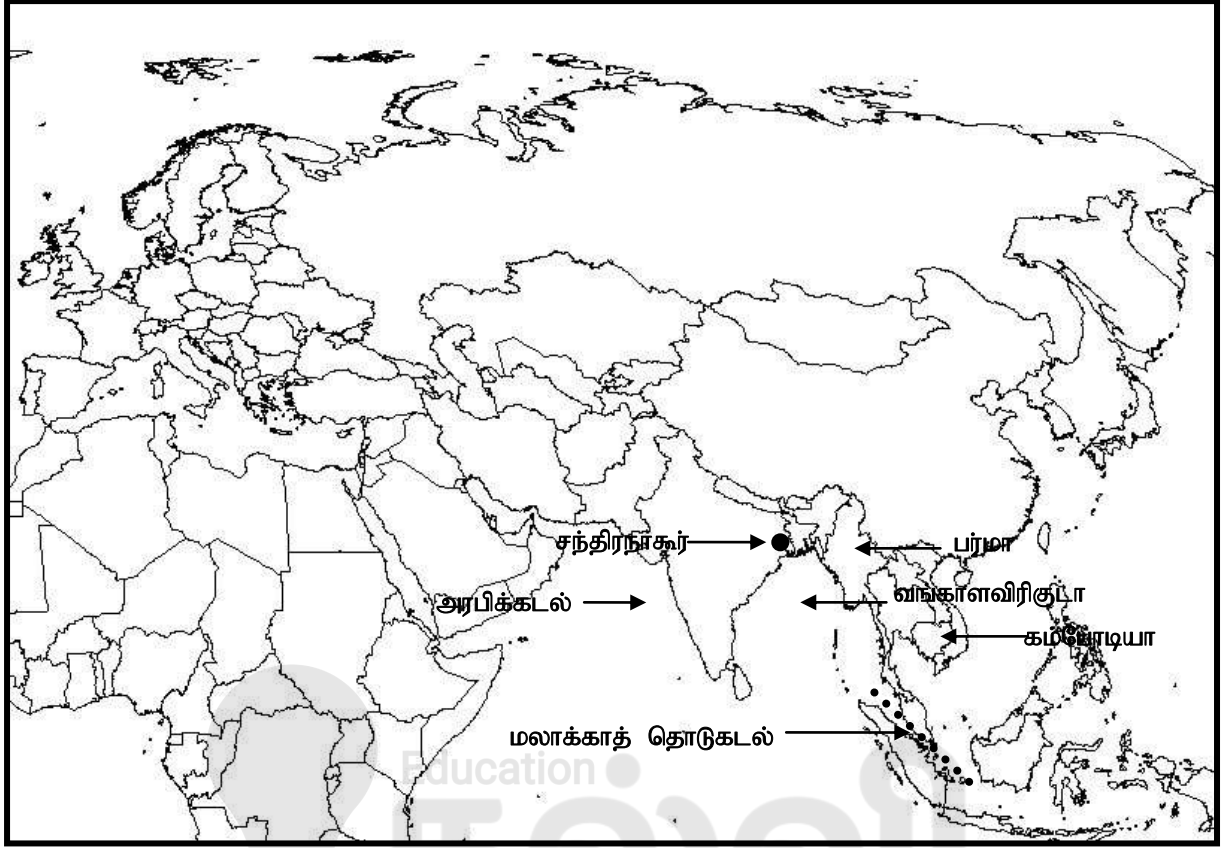 சந்திரநிகூர்
பர்மா
அரபிக்கடல்
வங்காளவிரிகுடா
கம்போடியா
மலாக்காத் தொடுகடல்
Education